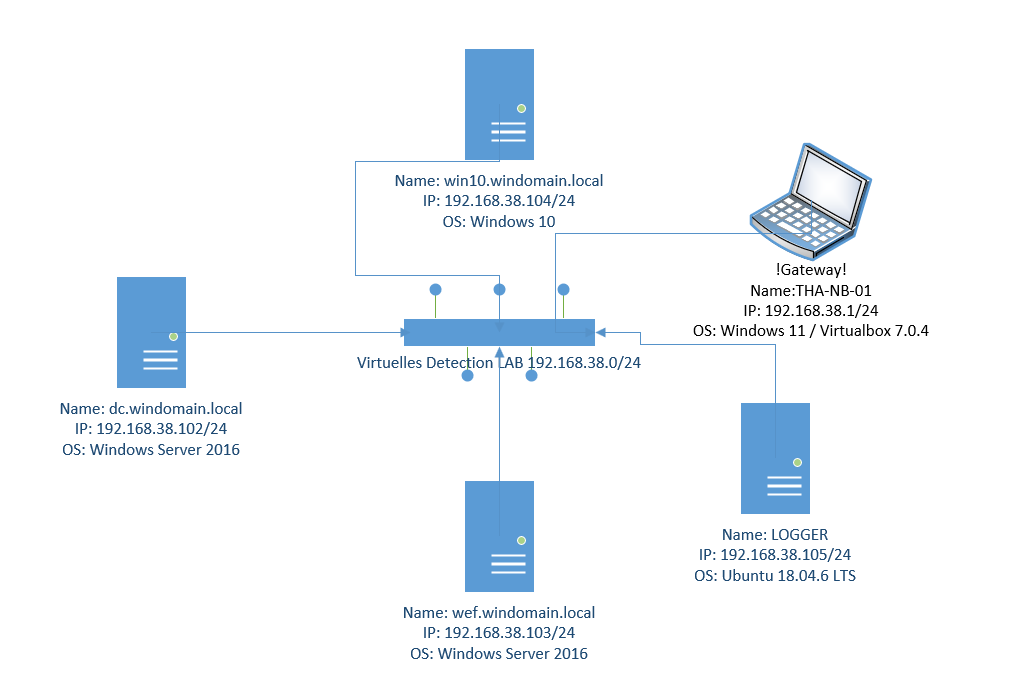 Name: win10.windomain.local
IP: 192.168.38.104/24
OS: Windows 10
!Gateway!
Name:THA-NB-01
IP: 192.168.38.1/24
OS: Windows 11 / Virtualbox 7.0.4
Virtuelles Detection LAB 192.168.38.0/24
Name: dc.windomain.local
IP: 192.168.38.102/24
OS: Windows Server 2016
Name: LOGGER
IP: 192.168.38.105/24
OS: Ubuntu 18.04.6 LTS
Name: wef.windomain.local
IP: 192.168.38.103/24
OS: Windows Server 2016